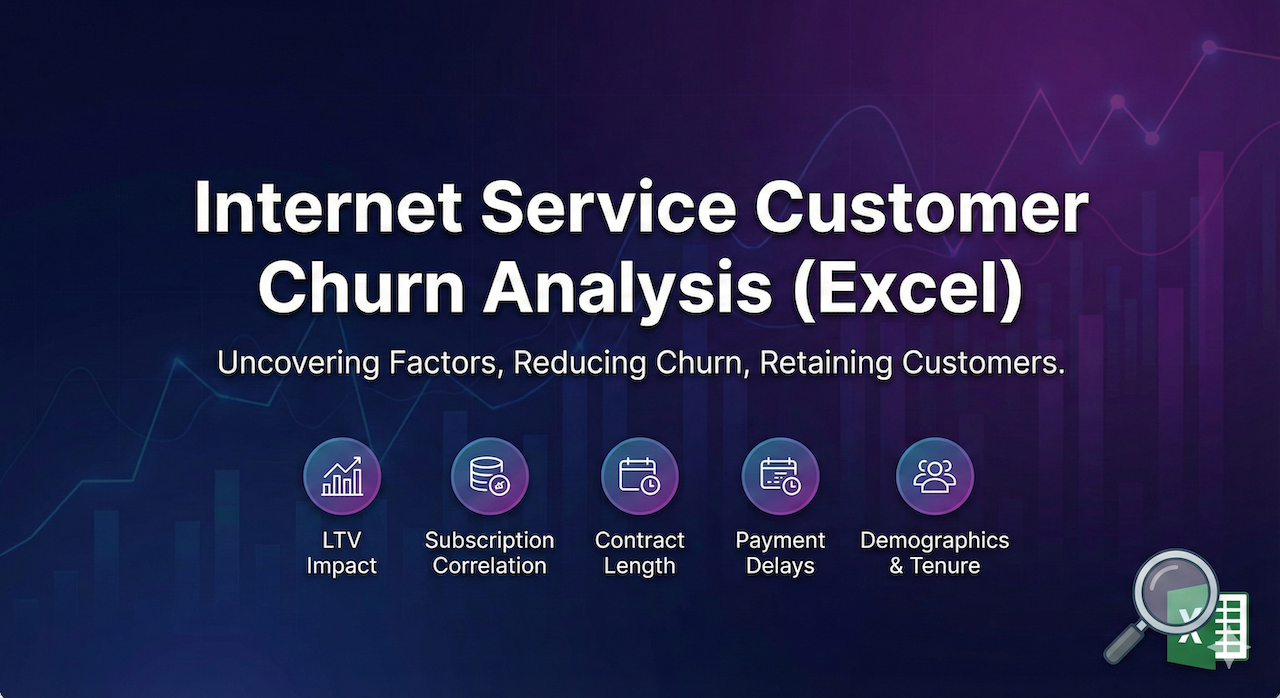 Internet Service Customer
Churn Analysis (Excel)
Uncovering Factors, Reducing Churn, Retaining Customers.
LTV
Impact
Subscription
Correlation
Contract
Length
Payment
Delays
Demographics
& Tenure
X